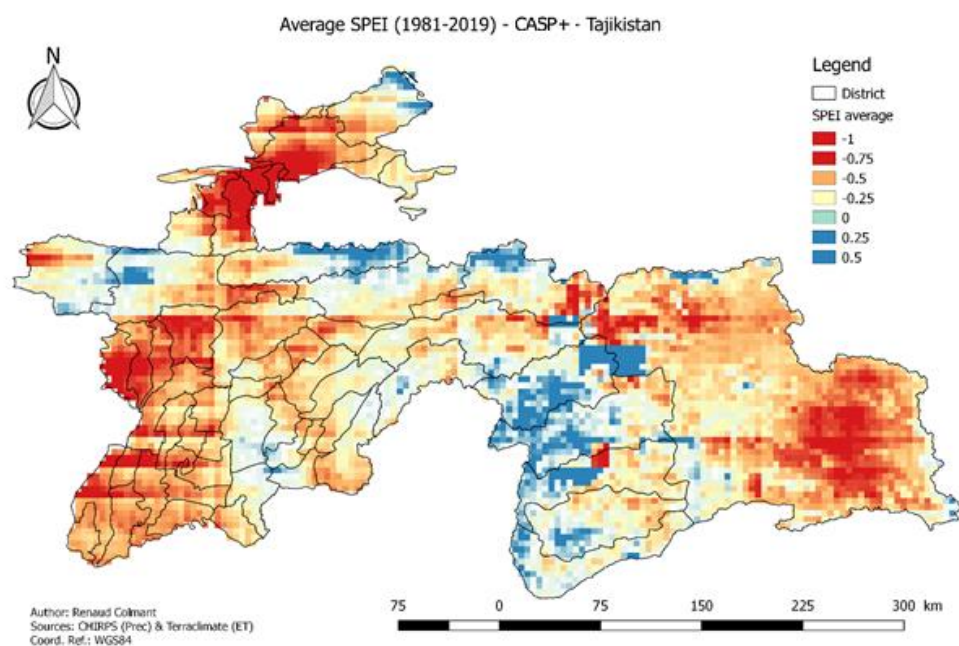 Average SPEI (1981-2019) - CASP+ - Tajikistan
N
Legend
District
SPEI average
-1
-0.75
-0.5
-0.25
0
0.25
0.5
75 0 75 150 225 300 km
Author: Renaud Colmant
Sources: CHIRPS (Prec) & Terraclimate (ET)
Coord. Ref.: WGS84